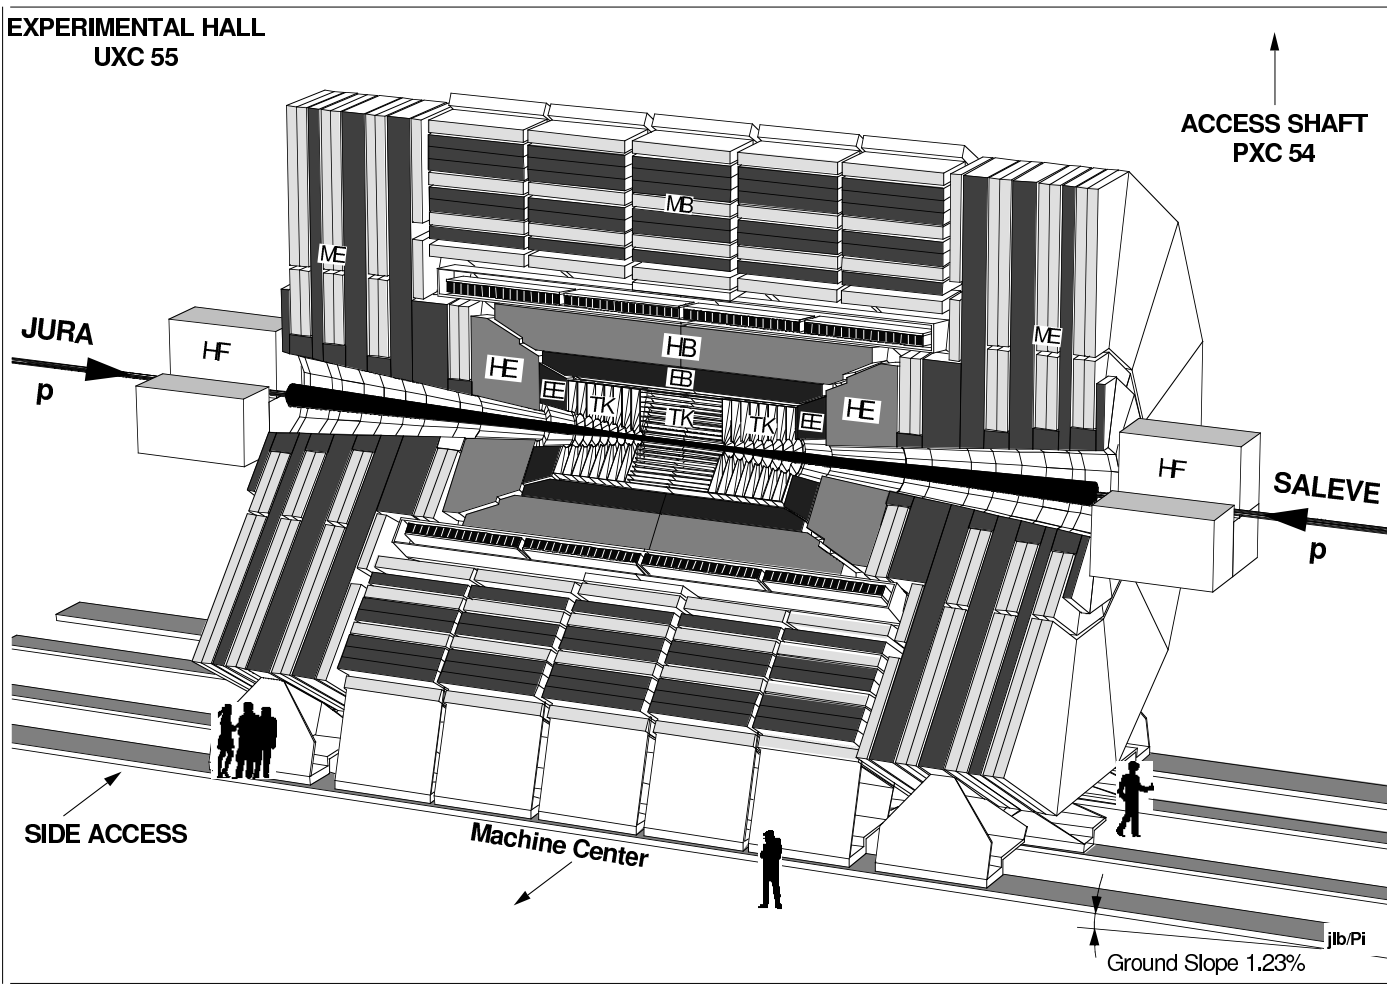 EXPERIMENTAL HALL
UXC 55
ACCESS SHAFT
PXC 54
MB
ME
ME
JURA
p
HF
HB
EB
HE
EE
TK
TK
TK
EE
HE
HF
SALEVE
p
SIDE ACCESS
Machine Center
jlb/Pi
Ground Slope 1.23%